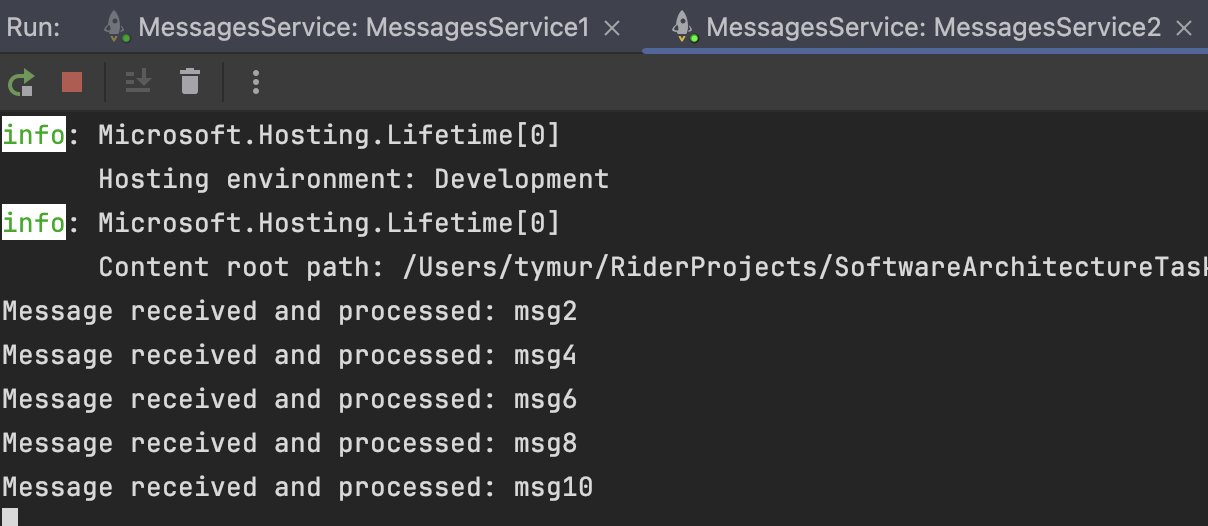 Run: MessagesService: MessagesService1 MessagesService: MessagesService2
info: Microsoft.Hosting.Lifetime[0]
Hosting environment: Development
info: Microsoft.Hosting.Lifetime[0]
Content root path: /Users/tymur/RiderProjects/SoftwareArchitectureTask
Message received and processed: msg2
Message received and processed: msg4
Message received and processed: msg6
Message received and processed: msg8
Message received and processed: msg10